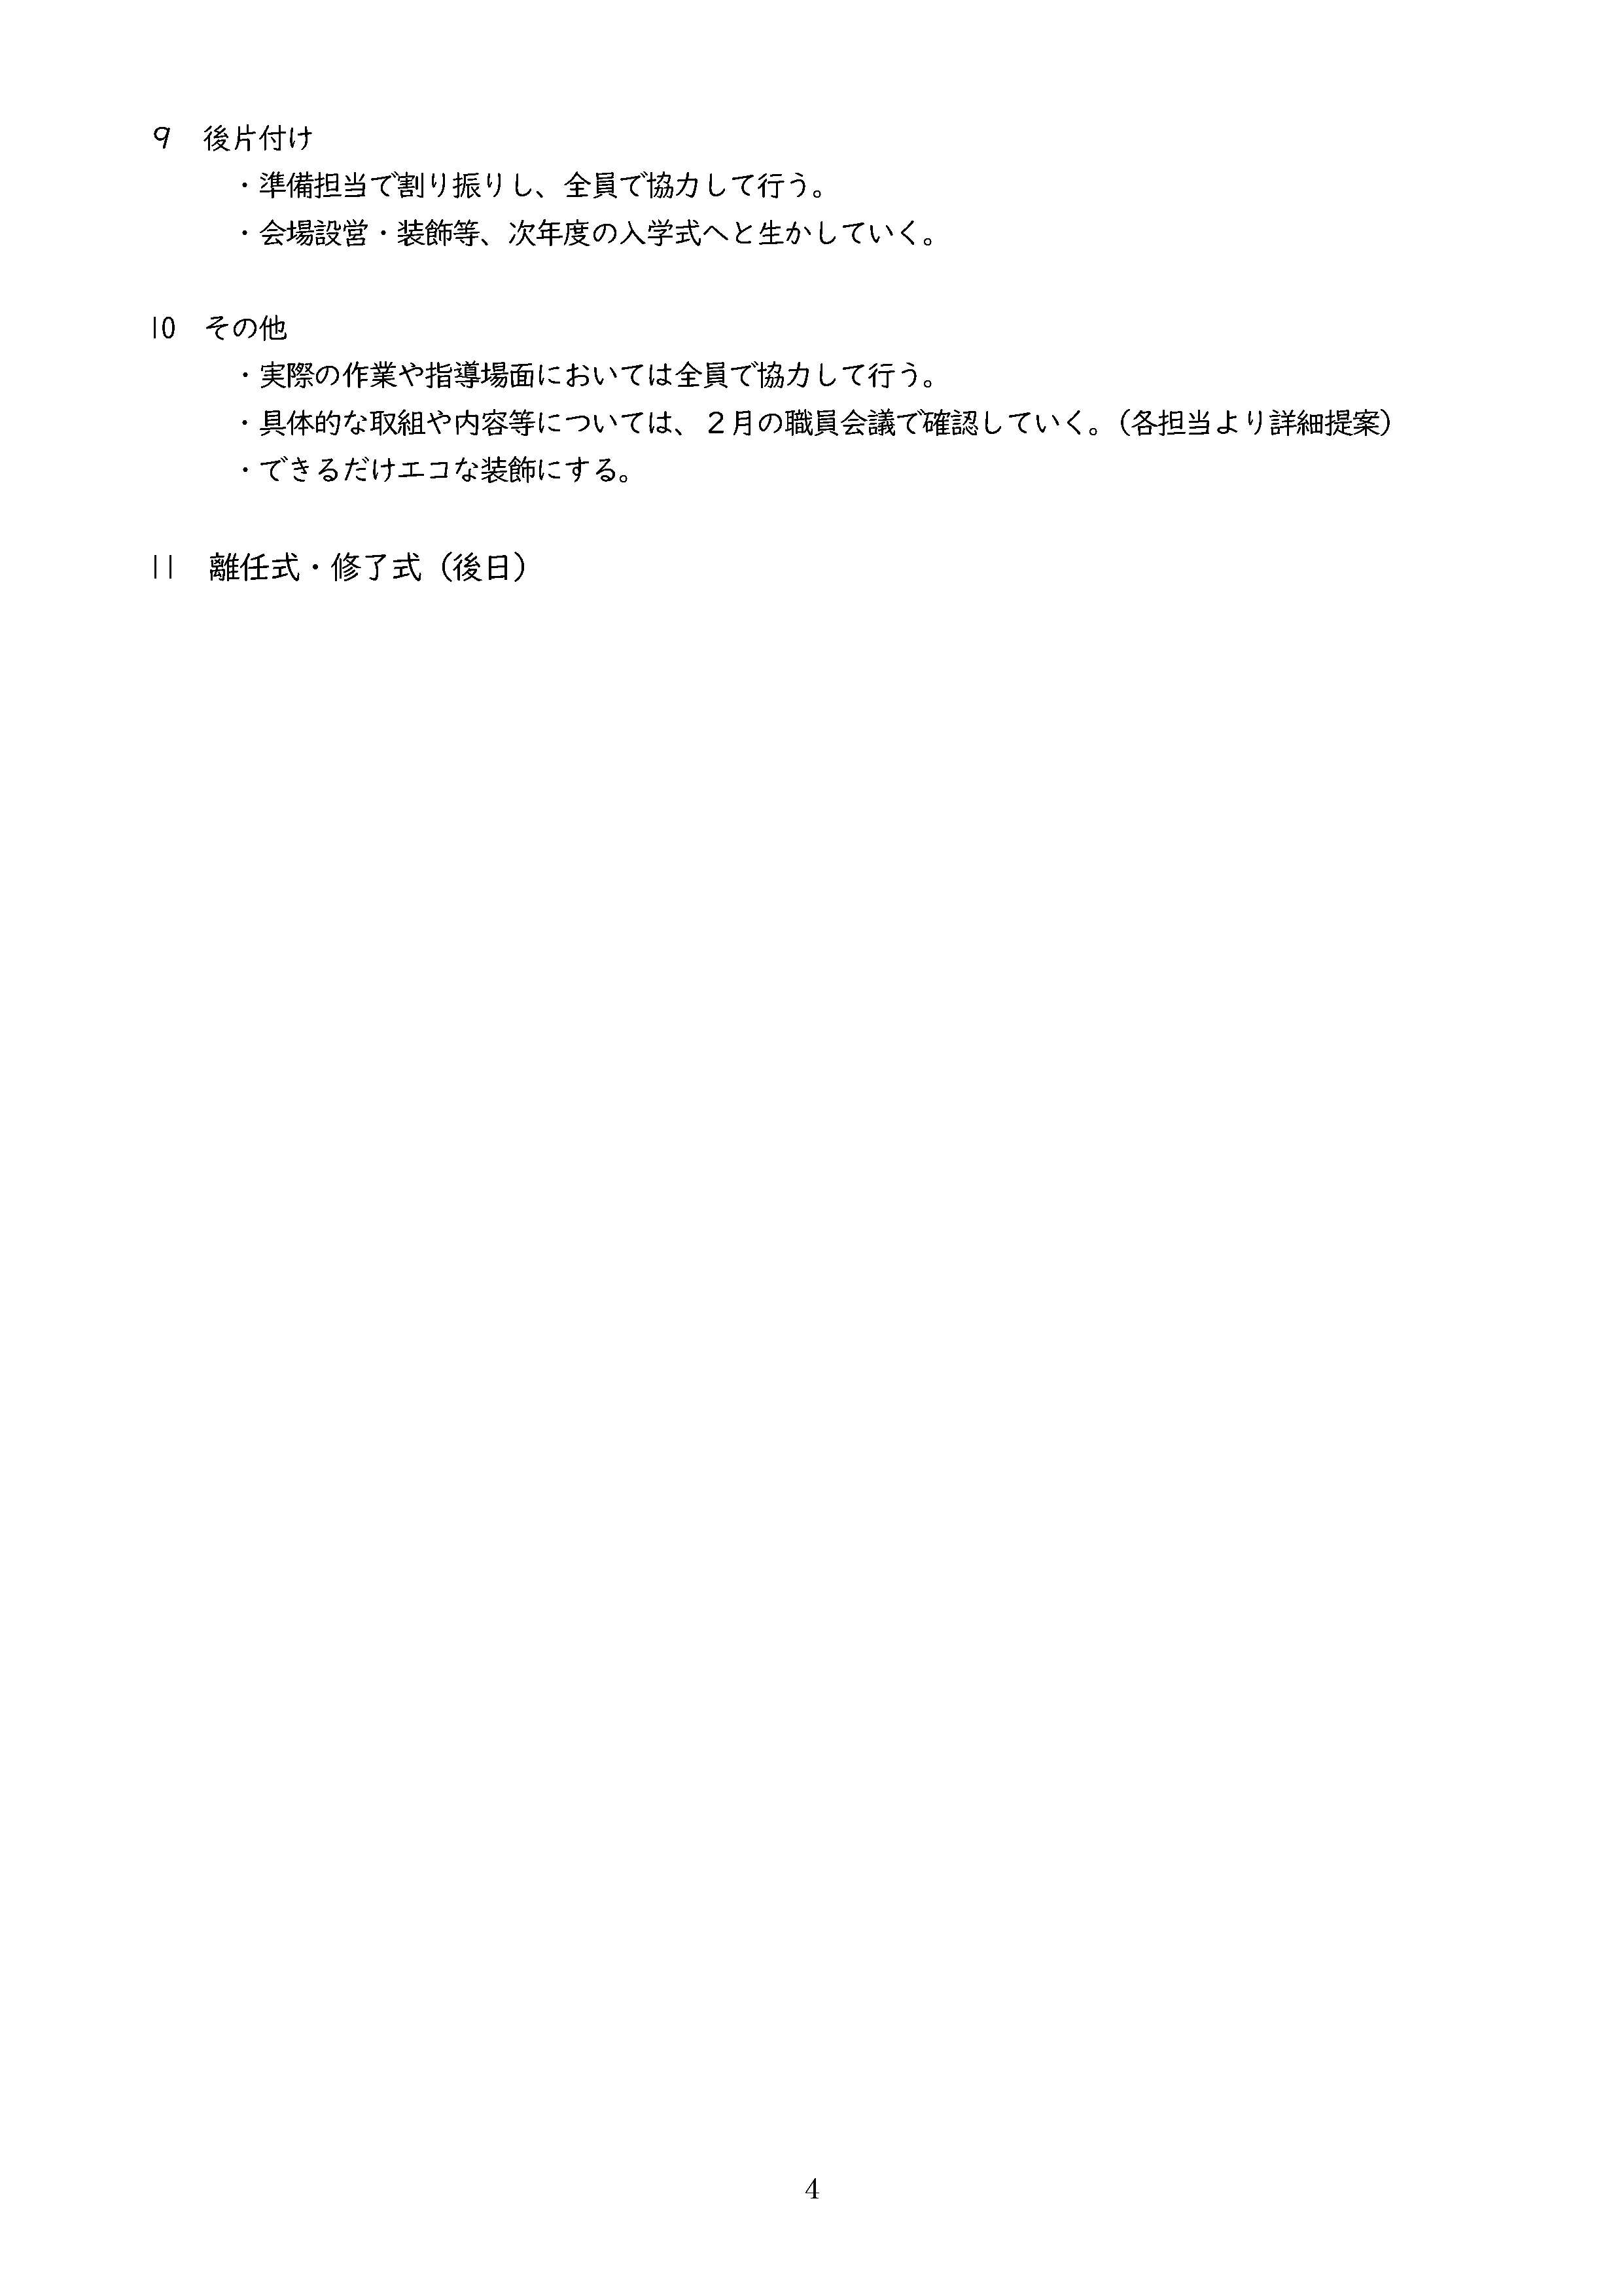 ９　後片付け
・準備担当で割り振りし、全員で協力して行う。
・会場設営・装飾等、次年度の入学式へと生かしていく。
10　その他
・実際の作業や指導場面においては全員で協力して行う。
・具体的な取組や内容等については、２月の職員会議で確認していく。（各担当より詳細提案）
・できるだけエコな装飾にする。
11　離任式・修了式（後日）
4